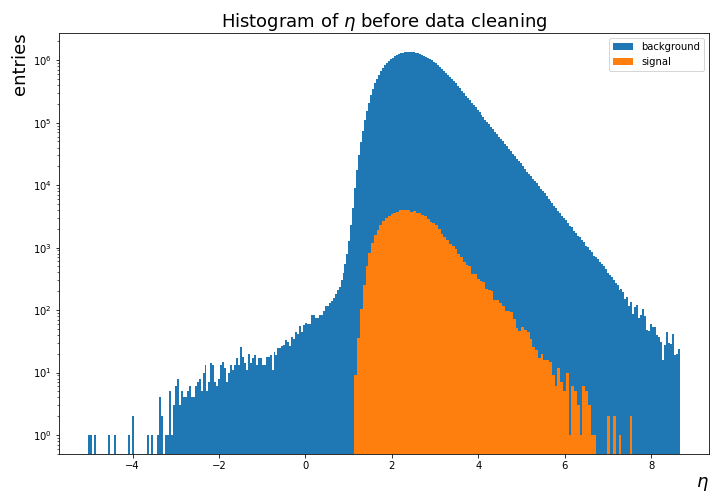 Histogram of η before data cleaning
entries
background
signal
10⁶
10⁵
10⁴
10³
10²
10¹
10⁰
−4 −2 0 2 4 6 8
η